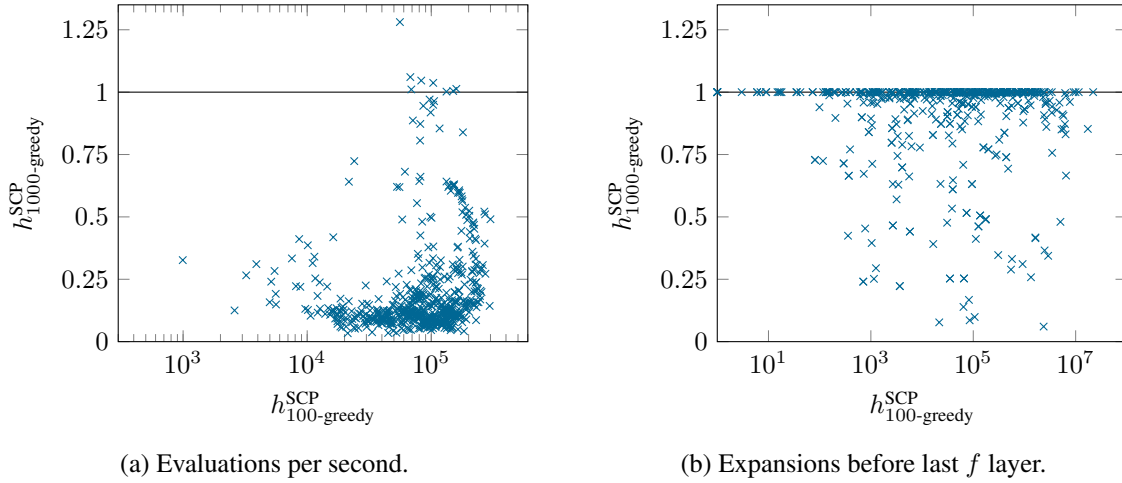 1.25
1
0.75
0.5
0.25
0
h^SCP_1000-greedy
10^3 10^4 10^5
h^SCP_100-greedy
(a) Evaluations per second.
1.25
1
0.75
0.5
0.25
0
h^SCP_1000-greedy
10^1 10^3 10^5 10^7
h^SCP_100-greedy
(b) Expansions before last f layer.